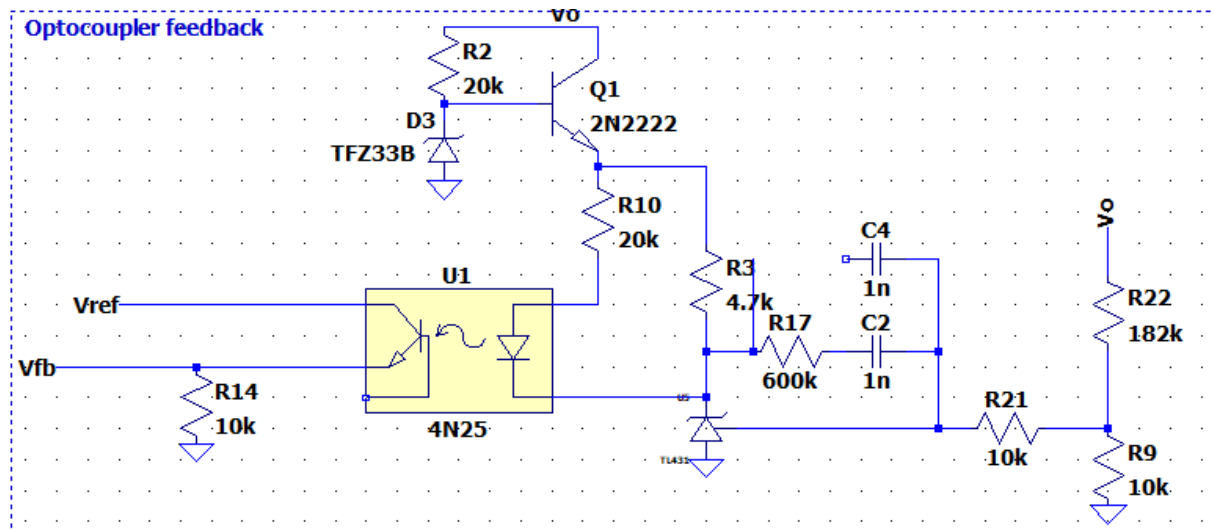 Optocoupler feedback
Vo
R2
20k
Q1
2N2222
D3
TFZ33B
R10
20k
Vo
C4
1n
U1
R3
4.7k
Vref
R22
182k
R17
600k
C2
1n
Vfb
R14
10k
4N25
U5
TL431
R21
10k
R9
10k